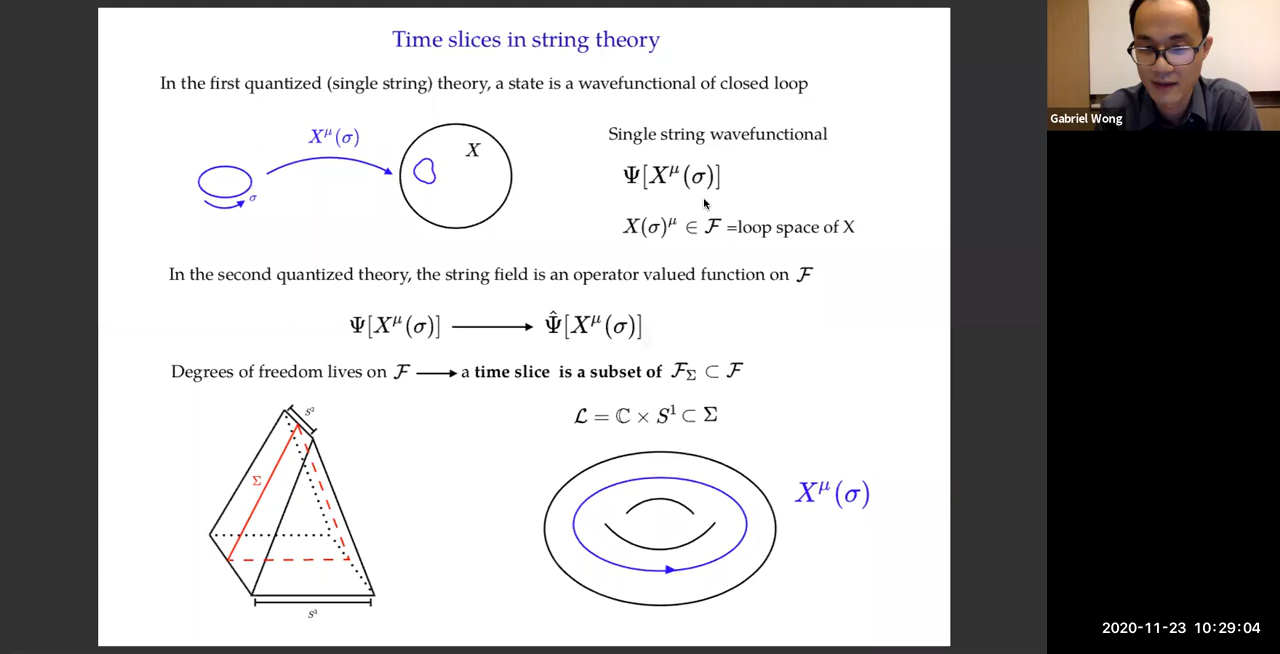 Time slices in string theory
In the first quantized (single string) theory, a state is a wavefunctional of closed loop
X^μ(σ)
X
σ
Single string wavefunctional
Ψ[X^μ(σ)]
X(σ)^μ ∈ ℱ =loop space of X
In the second quantized theory, the string field is an operator valued function on ℱ
Ψ[X^μ(σ)] ⟶ Ψ̂[X^μ(σ)]
Degrees of freedom lives on ℱ ⟶ a time slice is a subset of ℱ_Σ ⊂ ℱ
S²
Σ
S³
ℒ = ℂ × S¹ ⊂ Σ
X^μ(σ)
Gabriel Wong
2020-11-23 10:29:04